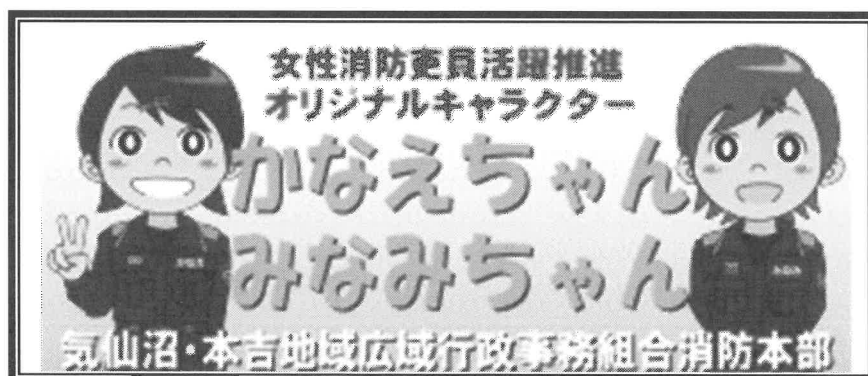 女性消防吏員活躍推進
オリジナルキャラクター
かなえちゃん
みなみちゃん
気仙沼・本吉地域広域行政事務組合消防本部